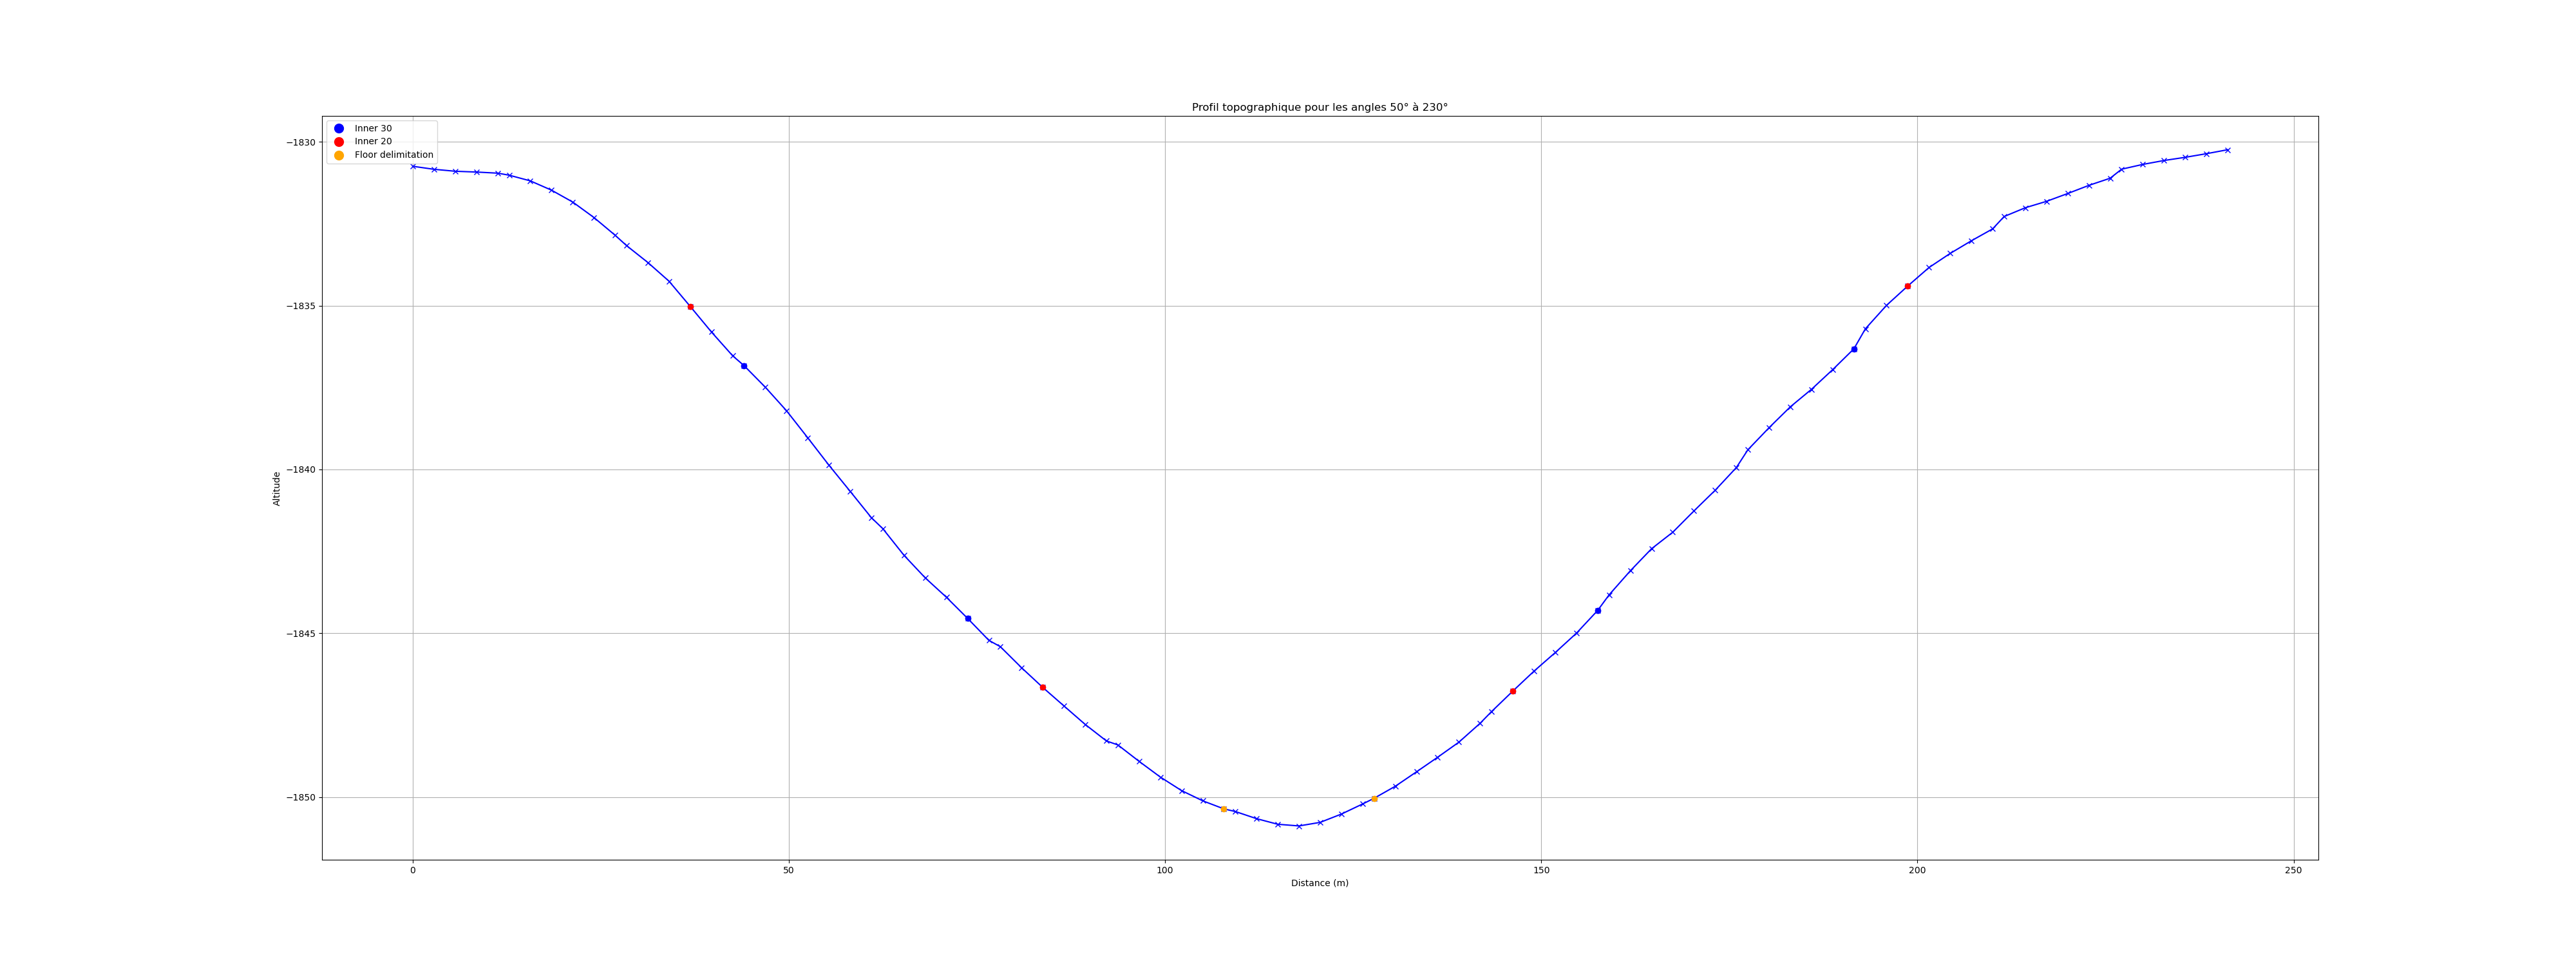 Profil topographique pour les angles 50° à 230°
Inner 30
Inner 20
Floor delimitation
−1830
−1835
−1840
−1845
−1850
Altitude
0 50 100 150 200 250
Distance (m)